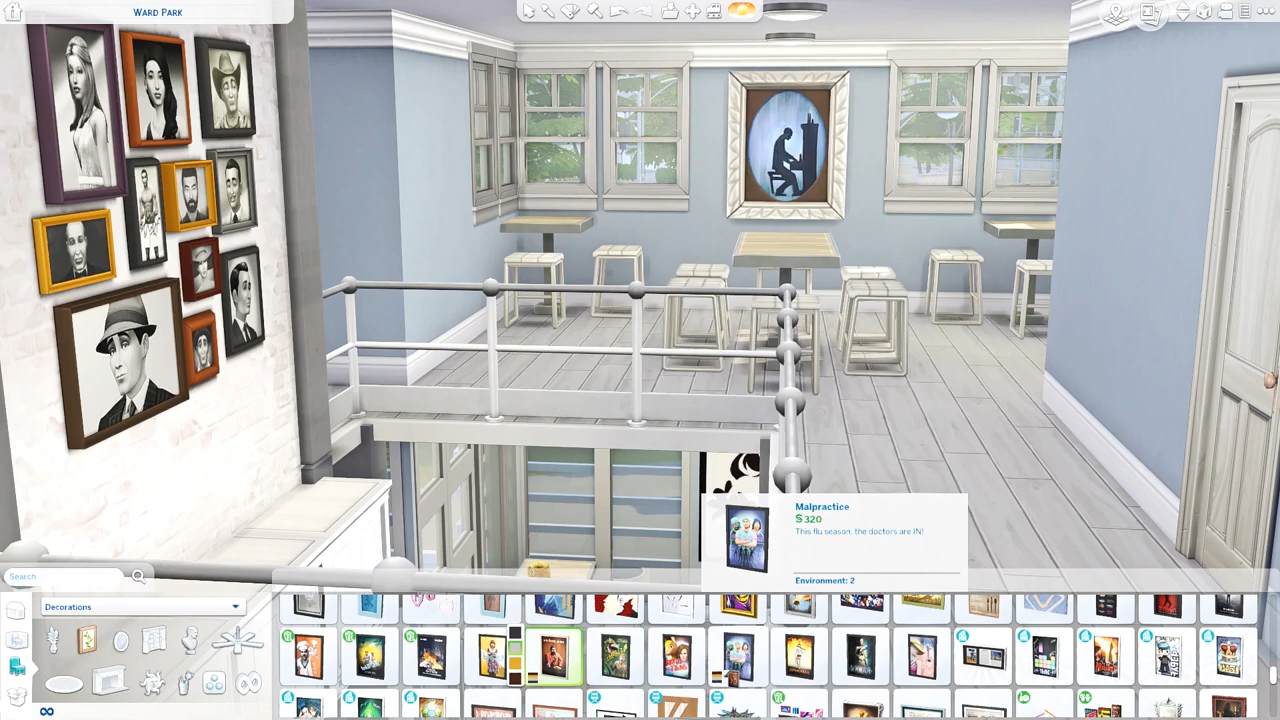 WARD PARK
Malpractice
$320
This flu season, the doctors are IN!
Environment: 2
Search
Decorations